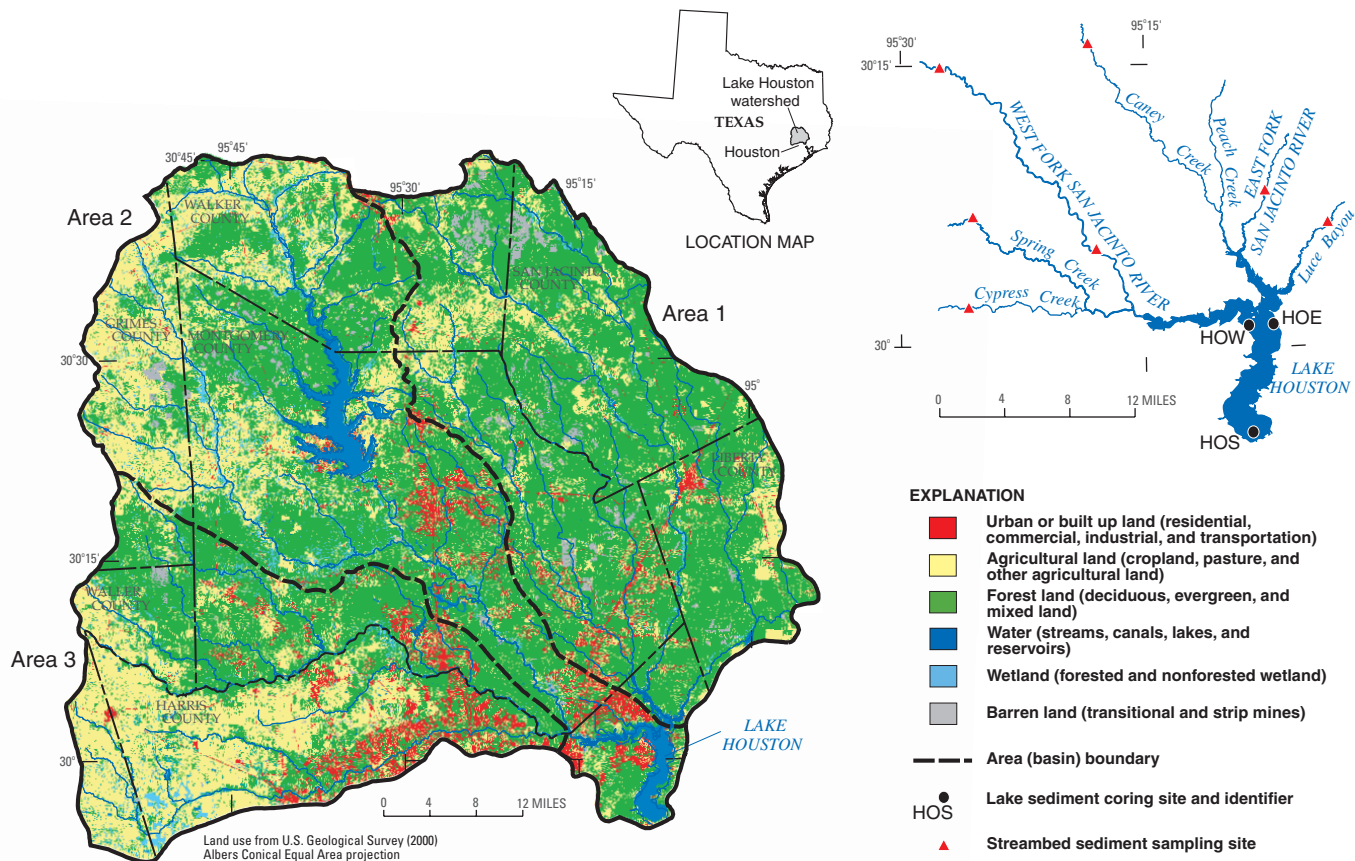 Lake Houston
watershed
TEXAS
Houston
LOCATION MAP
30°45'
95°45'
95°30'
95°15'
Area 2
WALKER
COUNTY
SAN JACINTO
COUNTY
Area 1
GRIMES
COUNTY
MONTGOMERY
COUNTY
30°30'
95°
LIBERTY
COUNTY
30°15'
WALLER
COUNTY
Area 3
HARRIS
COUNTY
30°
LAKE
HOUSTON
0 4 8 12 MILES
Land use from U.S. Geological Survey (2000)
Albers Conical Equal Area projection
95°15'
95°30'
30°15'
Caney
Creek
Peach
Creek
EAST FORK
SAN JACINTO RIVER
WEST FORK SAN JACINTO RIVER
Luce Bayou
Spring
Creek
Cypress Creek
HOE
HOW
30°
LAKE
HOUSTON
0 4 8 12 MILES
HOS
EXPLANATION
Urban or built up land (residential,
commercial, industrial, and transportation)
Agricultural land (cropland, pasture, and
other agricultural land)
Forest land (deciduous, evergreen, and
mixed land)
Water (streams, canals, lakes, and
reservoirs)
Wetland (forested and nonforested wetland)
Barren land (transitional and strip mines)
Area (basin) boundary
HOS Lake sediment coring site and identifier
Streambed sediment sampling site